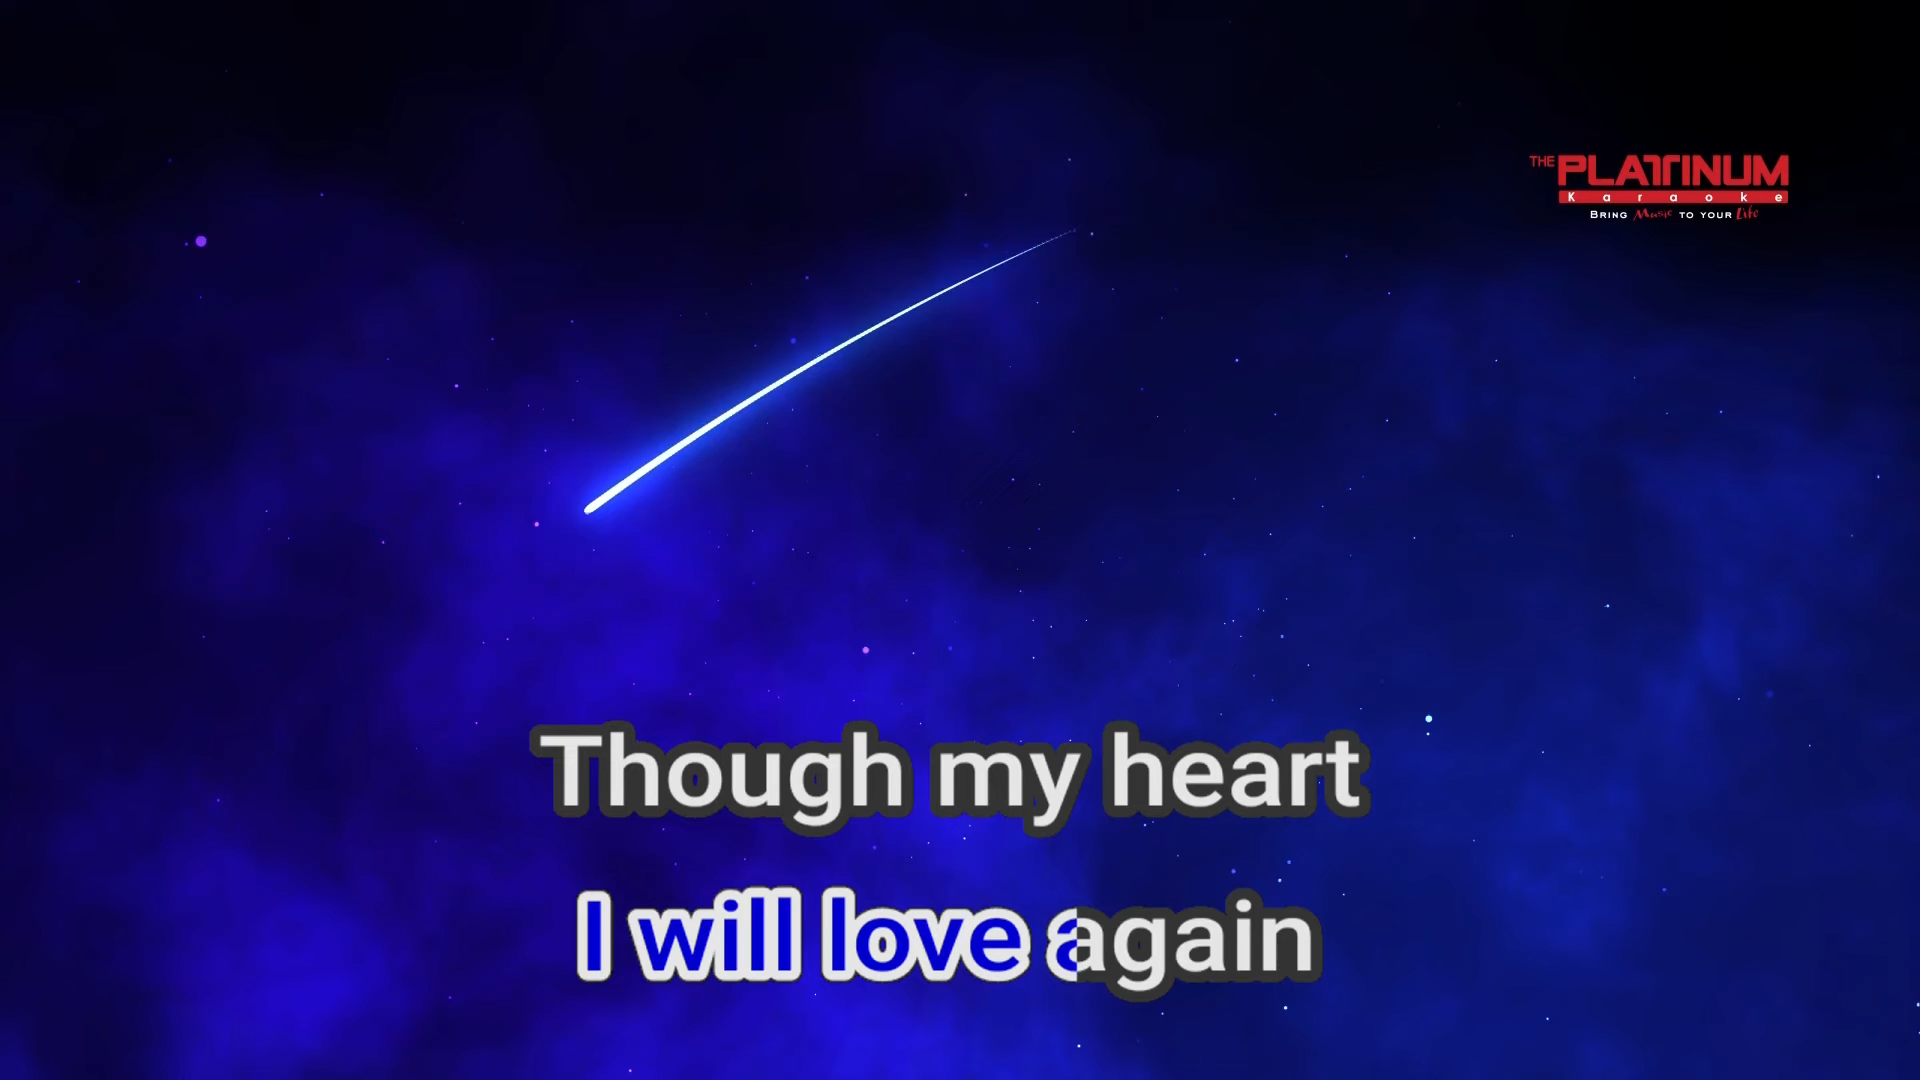 THE PLATINUM
Karaoke
BRING Music TO YOUR Life
Though my heart
I will love again